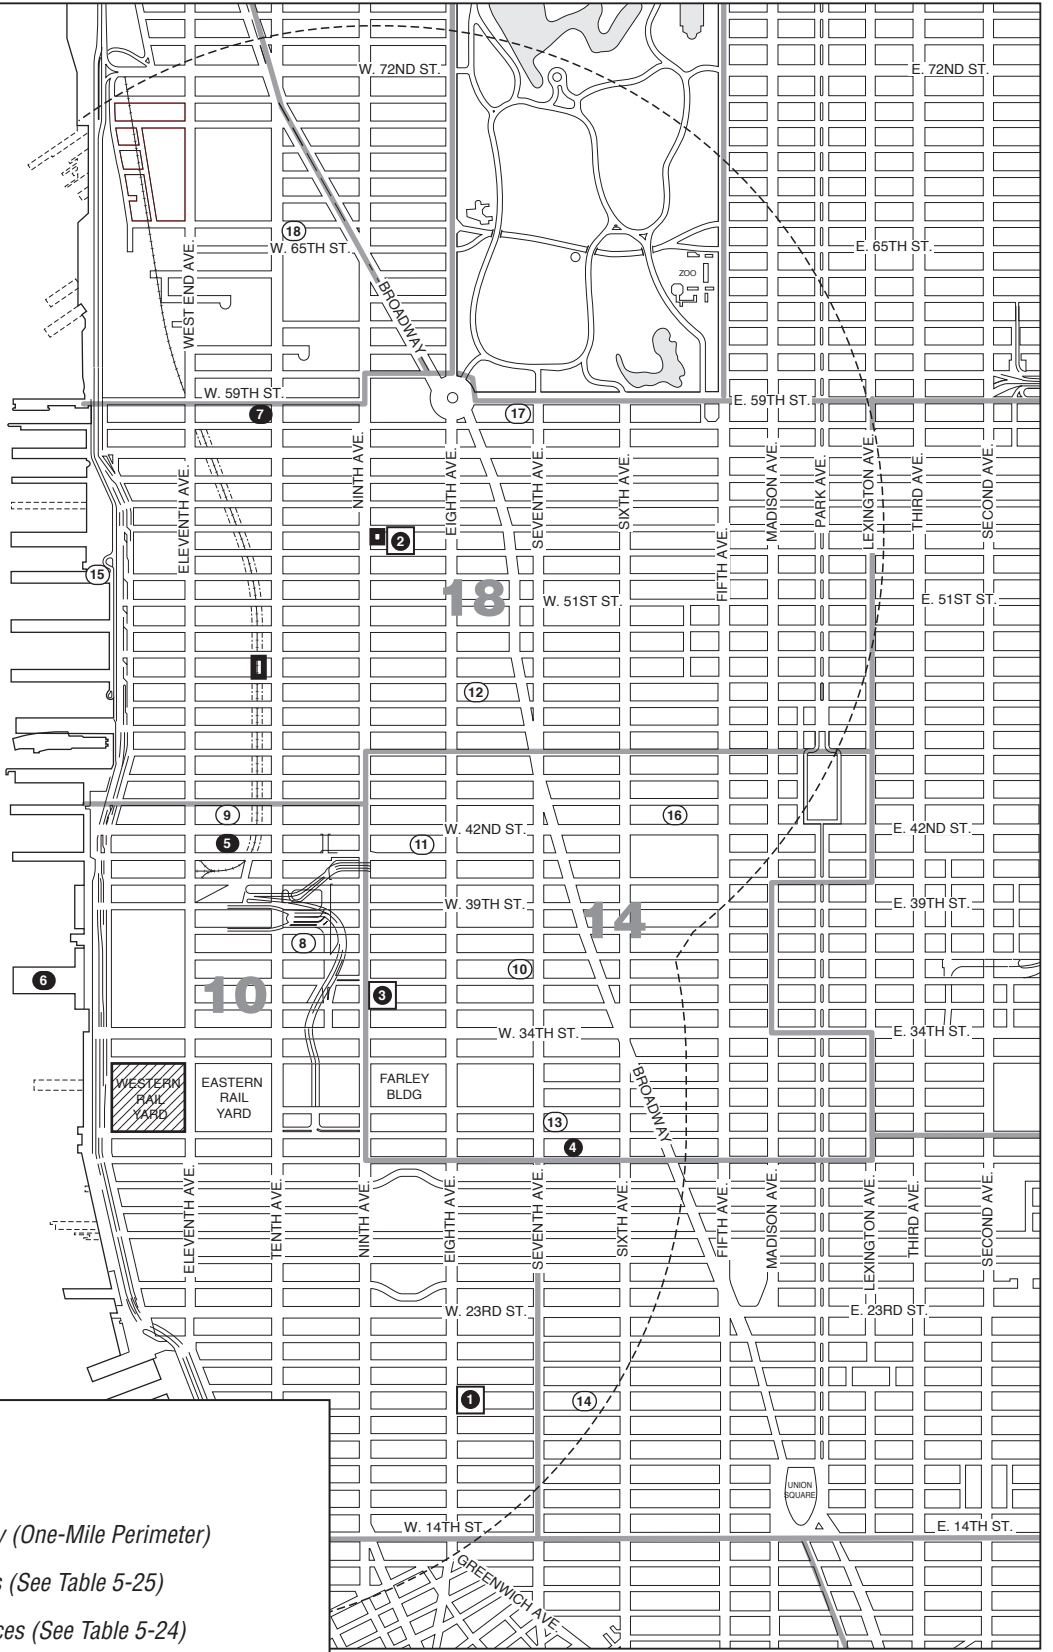 W. 72ND ST.
E. 72ND ST.
18
W. 65TH ST.
E. 65TH ST.
ZOO
WEST END AVE.
BROADWAY
W. 59TH ST.
E. 59TH ST.
7
17
ELEVENTH AVE.
NINTH AVE.
EIGHTH AVE.
SEVENTH AVE.
SIXTH AVE.
FIFTH AVE.
MADISON AVE.
PARK AVE.
LEXINGTON AVE.
THIRD AVE.
SECOND AVE.
2
15
18
W. 51ST ST.
E. 51ST ST.
12
9
16
W. 42ND ST.
E. 42ND ST.
5
11
W. 39TH ST.
E. 39TH ST.
14
8
10
6
10
3
W. 34TH ST.
E. 34TH ST.
WESTERN
RAIL
YARD
EASTERN
RAIL
YARD
FARLEY
BLDG
BROADWAY
13
4
ELEVENTH AVE.
TENTH AVE.
NINTH AVE.
EIGHTH AVE.
SEVENTH AVE.
SIXTH AVE.
FIFTH AVE.
MADISON AVE.
LEXINGTON AVE.
THIRD AVE.
SECOND AVE.
W. 23RD ST.
E. 23RD ST.
1
14
UNION
SQUARE
W. 14TH ST.
E. 14TH ST.
GREENWICH AVE.
y (One-Mile Perimeter)
s (See Table 5-25)
ces (See Table 5-24)